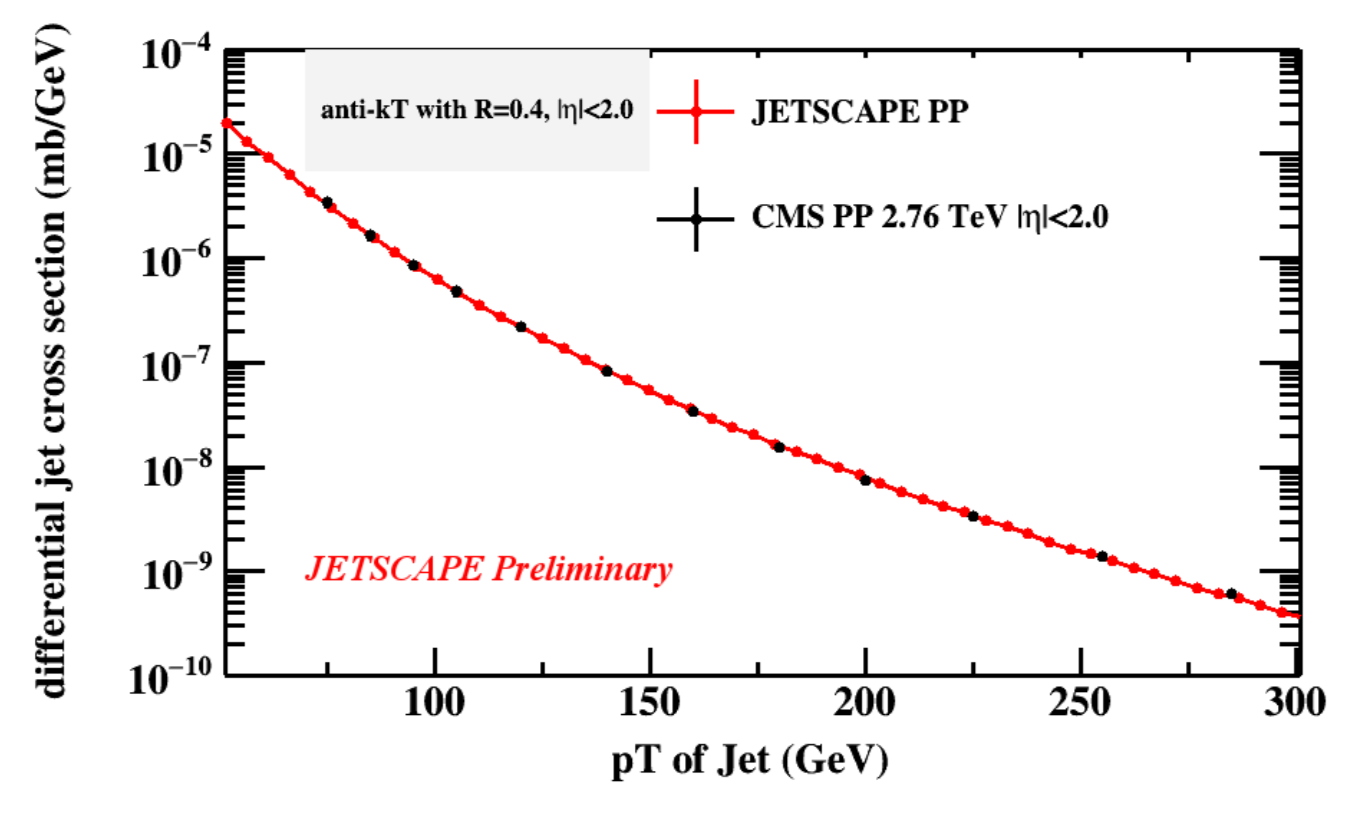 differential jet cross section (mb/GeV)
10⁻⁴
10⁻⁵
10⁻⁶
10⁻⁷
10⁻⁸
10⁻⁹
10⁻¹⁰
anti-kT with R=0.4, |η|<2.0
JETSCAPE PP
CMS PP 2.76 TeV |η|<2.0
JETSCAPE Preliminary
100 150 200 250 300
pT of Jet (GeV)